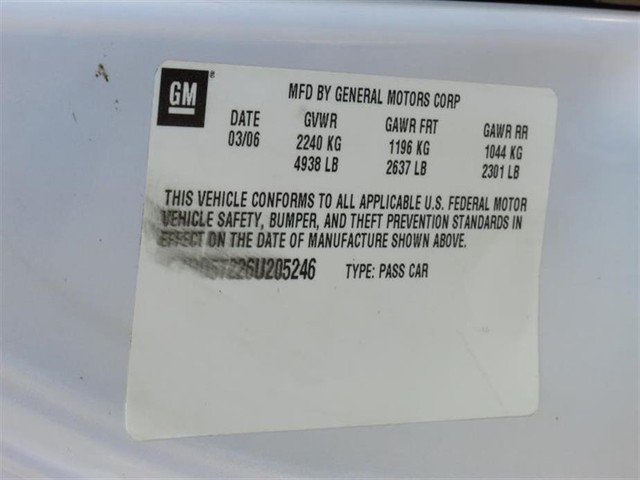 GM
MFD BY GENERAL MOTORS CORP
DATE GVWR GAWR FRT GAWR RR
03/06 2240 KG 1196 KG 1044 KG
4938 LB 2637 LB 2301 LB
THIS VEHICLE CONFORMS TO ALL APPLICABLE U.S. FEDERAL MOTOR
VEHICLE SAFETY, BUMPER, AND THEFT PREVENTION STANDARDS IN
EFFECT ON THE DATE OF MANUFACTURE SHOWN ABOVE.
TYPE: PASS CAR